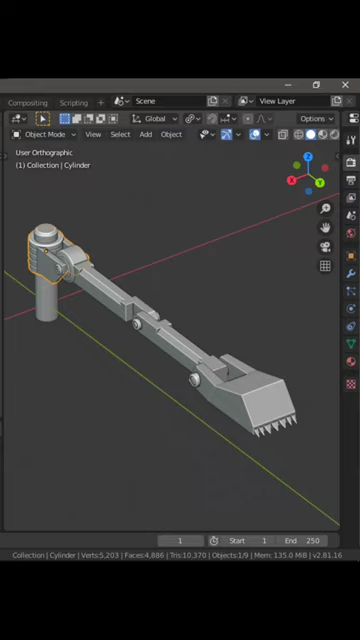 Compositing Scripting + Scene View Layer
Global Options
Object Mode View Select Add Object
User Orthographic
(1) Collection | Cylinder
Z
X
Y
1 Start 1 End 250
Collection | Cylinder | Verts:5,203 | Faces:4,886 | Tris:10,370 | Objects:1/9 | Mem: 135.0 MiB | v2.81.16